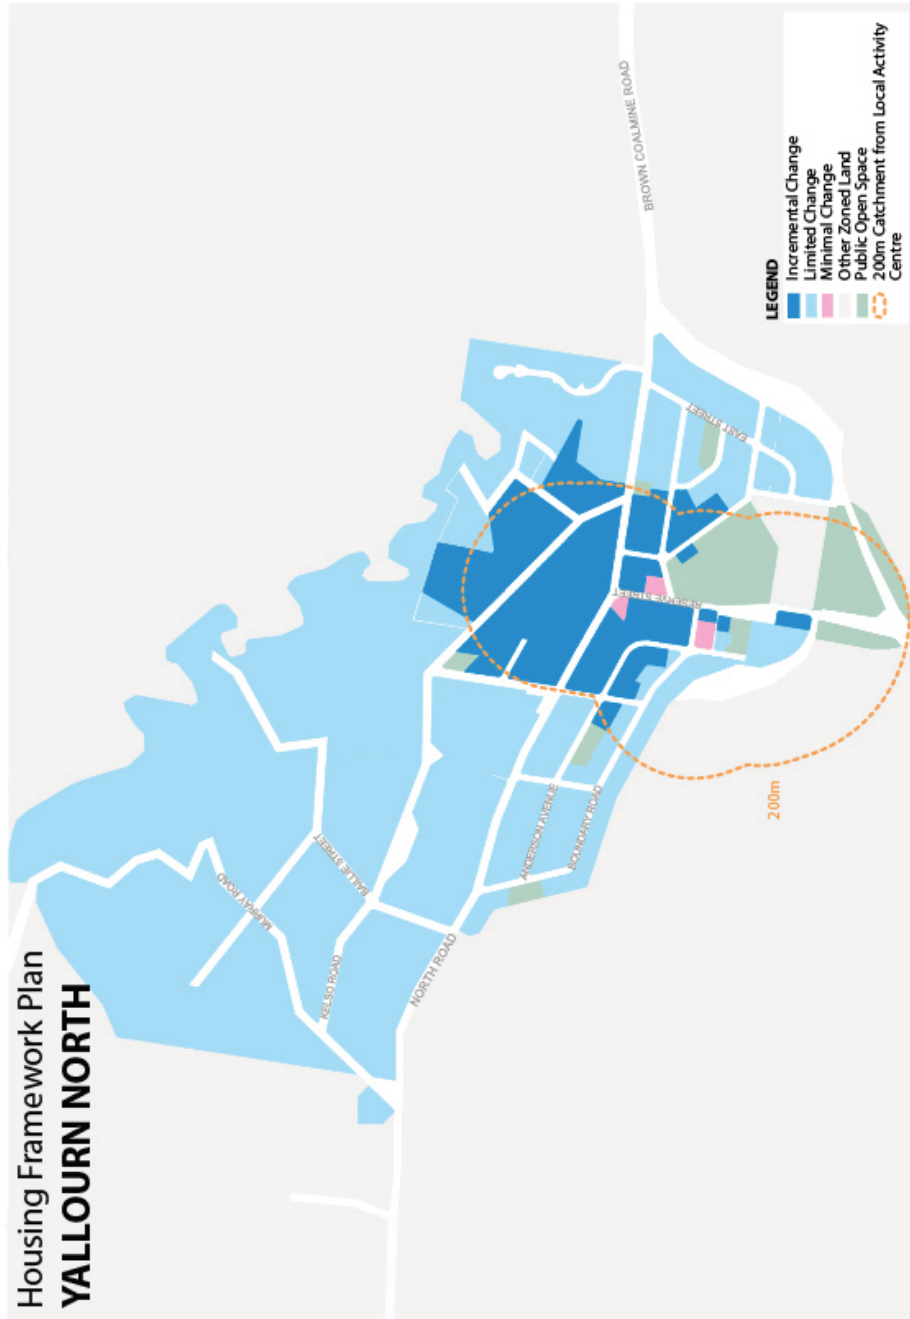 Housing Framework Plan
YALLOURN NORTH
MURRAY ROAD
BAILLIE STREET
KELSO ROAD
NORTH ROAD
ANDERSON AVENUE
BOUNDARY ROAD
RESERVE STREET
EAST STREET
BROWN COALMINE ROAD
200m
LEGEND
Incremental Change
Limited Change
Minimal Change
Other Zoned Land
Public Open Space
200m Catchment from Local Activity
Centre